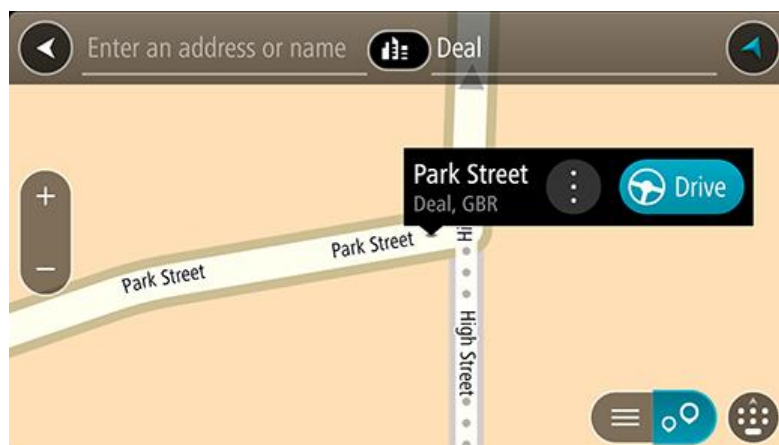 Enter an address or name
Deal
Park Street
Deal, GBR
Drive
Park Street
Park Street
High Street